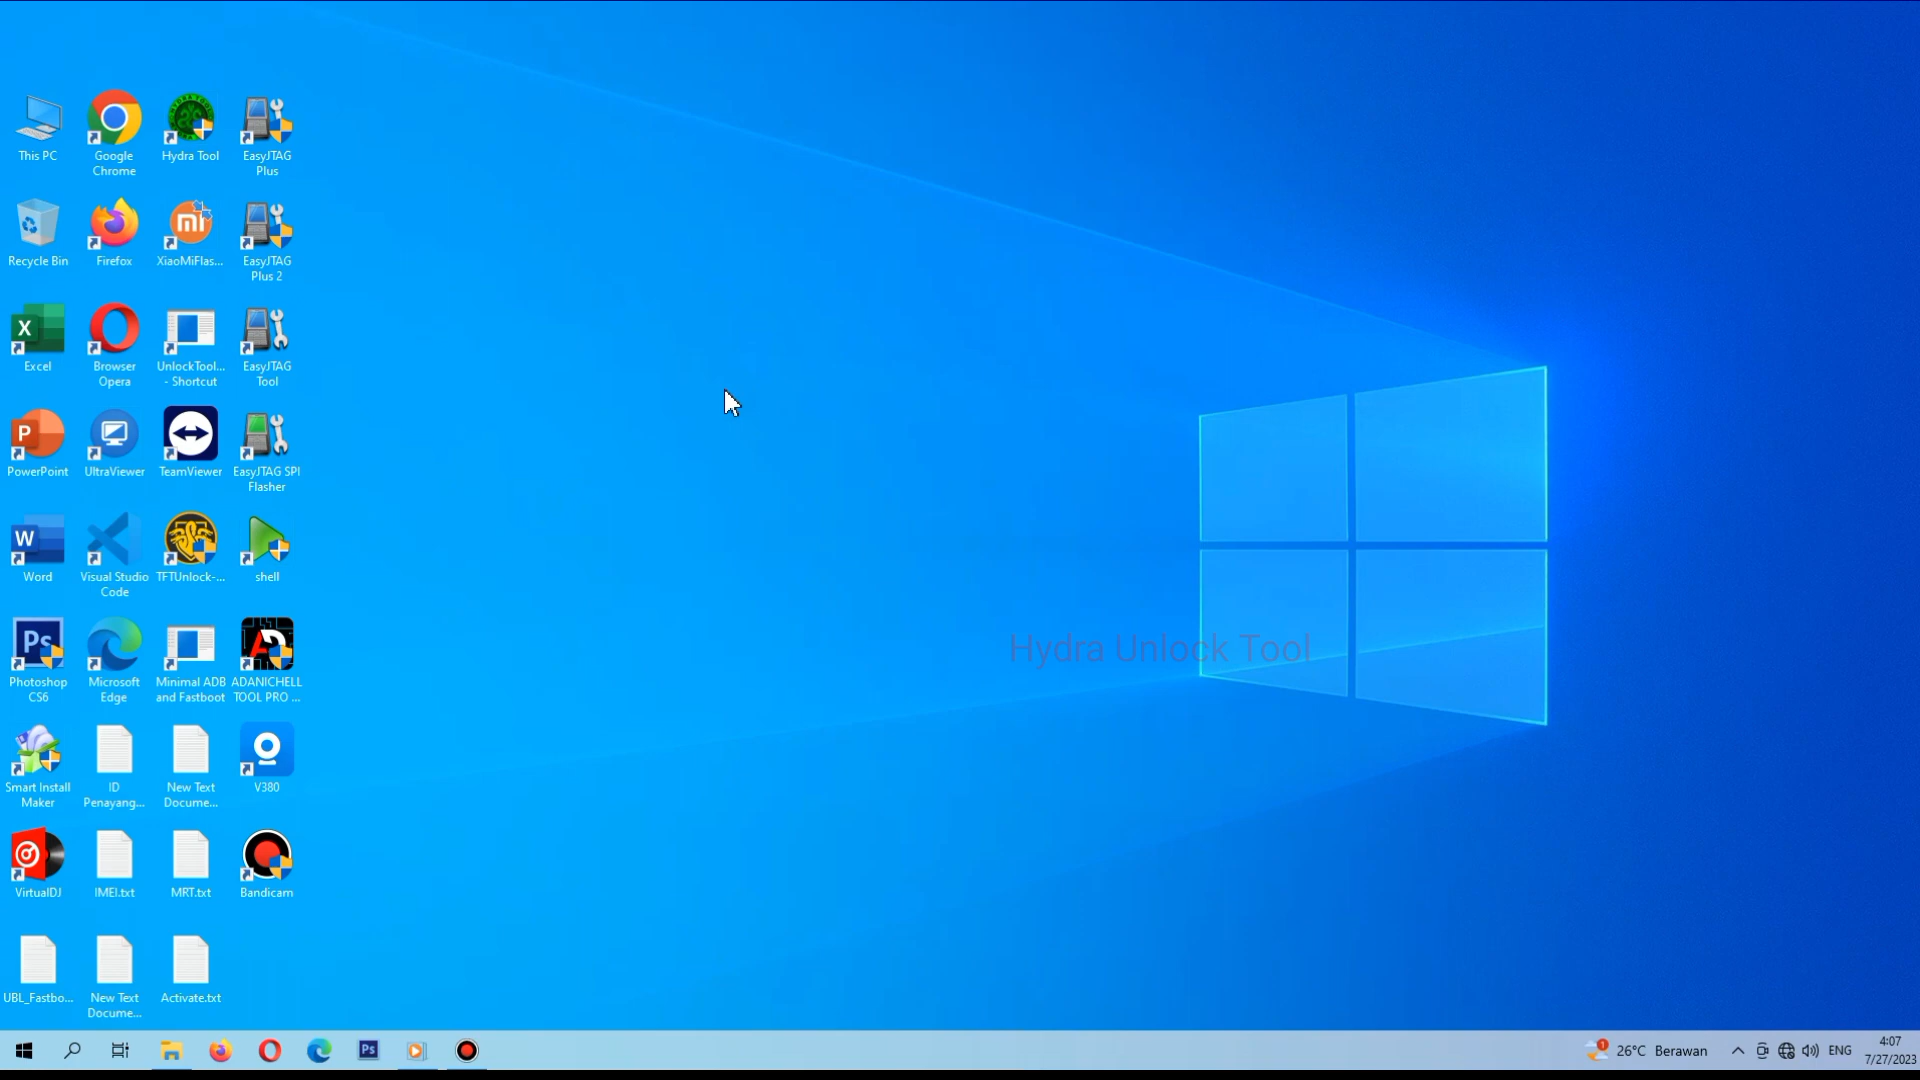 This PC
Google
Chrome
Hydra Tool
EasyJTAG
Plus
Recycle Bin
Firefox
XiaoMiFlas...
EasyJTAG
Plus 2
Excel
Browser
Opera
UnlockTool...
- Shortcut
EasyJTAG
Tool
PowerPoint
UltraViewer
TeamViewer
EasyJTAG SPI
Flasher
Word
Visual Studio
Code
TFTUnlock-...
shell
Photoshop
CS6
Microsoft
Edge
Minimal ADB
and Fastboot
ADANICHELL
TOOL PRO ...
Hydra Unlock Tool
Smart Install
Maker
ID
Penayang...
New Text
Docume...
V380
VirtualDJ
IMEI.txt
MRT.txt
Bandicam
UBL_Fastbo...
New Text
Docume...
Activate.txt
1
26°C Berawan
ENG
4:07
7/27/2023